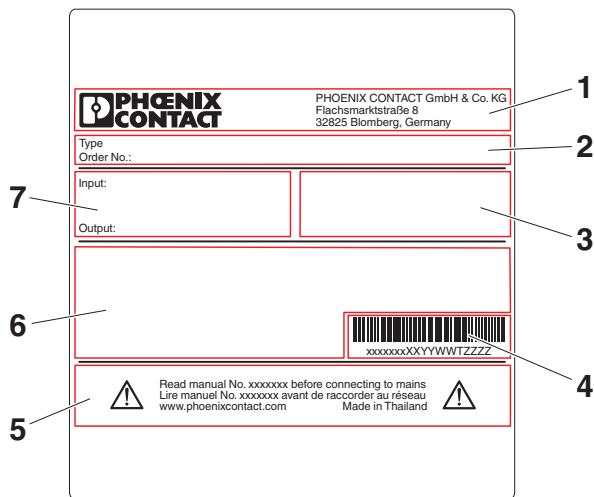 PHŒNIX
CONTACT
PHOENIX CONTACT GmbH & Co. KG
Flachsmarktstraße 8
32825 Blomberg, Germany
1
Type
Order No.:
2
Input:
Output:
7
3
6
xxxxxxxXXYYWWTZZZZ
4
Read manual No. xxxxxxx before connecting to mains
Lire manuel No. xxxxxxx avant de raccorder au réseau
www.phoenixcontact.com Made in Thailand
5